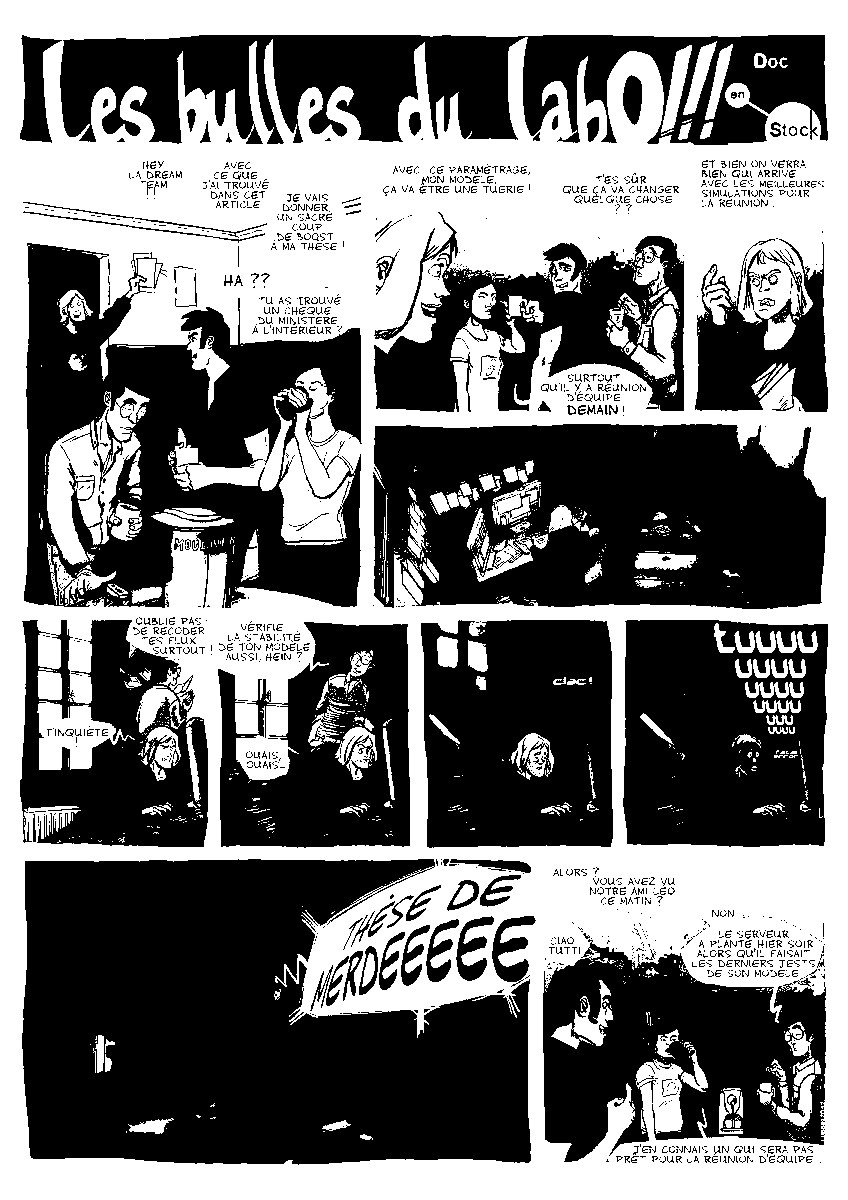 Les bulles du labO!!!
Doc
en
Stock
HEY
LA DREAM
TEAM
!!
AVEC
CE QUE
J'AI TROUVÉ
DANS CET
ARTICLE
JE VAIS
DONNER
UN SACRÉ
COUP
DE BOOST
À MA THÈSE !
HA ??
TU AS TROUVÉ
UN CHÈQUE
DU MINISTÈRE
À L'INTÉRIEUR ?
AVEC CE PARAMÉTRAGE,
MON MODÈLE,
ÇA VA ÊTRE UNE TUERIE !
T'ES SÛR
QUE ÇA VA CHANGER
QUELQUE CHOSE
? ?
SURTOUT
QU'IL Y A RÉUNION
D'ÉQUIPE
DEMAIN !
ET BIEN ON VERRA
BIEN QUI ARRIVE
AVEC LES MEILLEURES
SIMULATIONS POUR
LA RÉUNION.
OUBLIE PAS
DE RECODER
TES FLUX
SURTOUT !
T'INQUIÈTE
VÉRIFIE
LA STABILITÉ
DE TON MODÈLE
AUSSI, HEIN ?
OUAIS,
OUAIS...
clac!
tUUUU
UUUU
UUUU
UUUU
UUU
UUU
error
THÈSE DE
MERDEEEEEE
ALORS ?
VOUS AVEZ VU
NOTRE AMI LÉO
CE MATIN ?
CIAO
TUTTI
NON...
LE SERVEUR
A PLANTÉ HIER SOIR
ALORS QU'IL FAISAIT
LES DERNIERS TESTS
DE SON MODÈLE
J'EN CONNAIS UN QUI SERA PAS
PRÊT POUR LA RÉUNION D'ÉQUIPE...